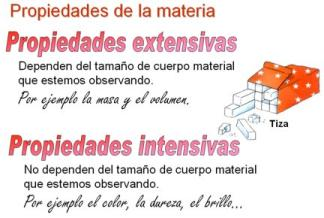 Propiedades de la materia
Propiedades extensivas
Dependen del tamaño de cuerpo material
que estemos observando.
Por ejemplo la masa y el volumen.
Tiza
Propiedades intensivas
No dependen del tamaño de cuerpo material
que estemos observando.
Por ejemplo el color, la dureza, el brillo...